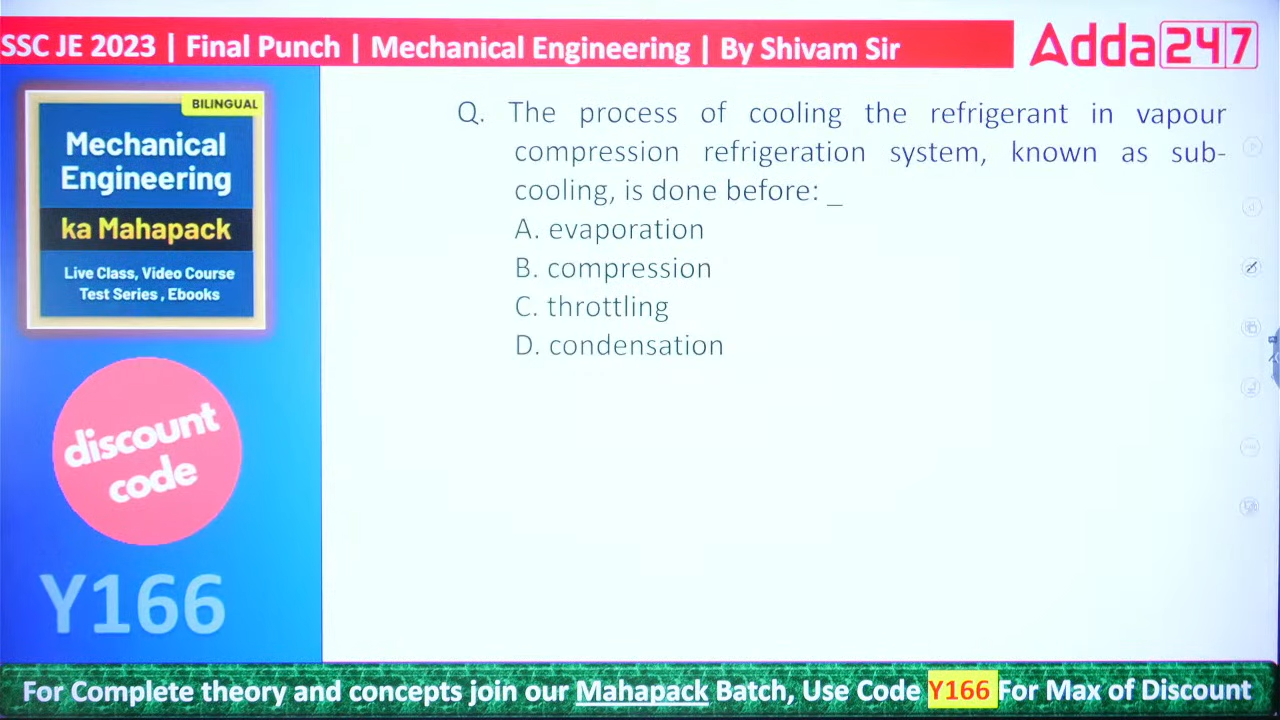 SSC JE 2023 | Final Punch | Mechanical Engineering | By Shivam Sir
Adda247
BILINGUAL
Mechanical
Engineering
ka Mahapack
Live Class, Video Course
Test Series , Ebooks
discount
code
Y166
Q. The process of cooling the refrigerant in vapour
compression refrigeration system, known as sub-
cooling, is done before: _
A. evaporation
B. compression
C. throttling
D. condensation
For Complete theory and concepts join our Mahapack Batch, Use Code Y166 For Max of Discount